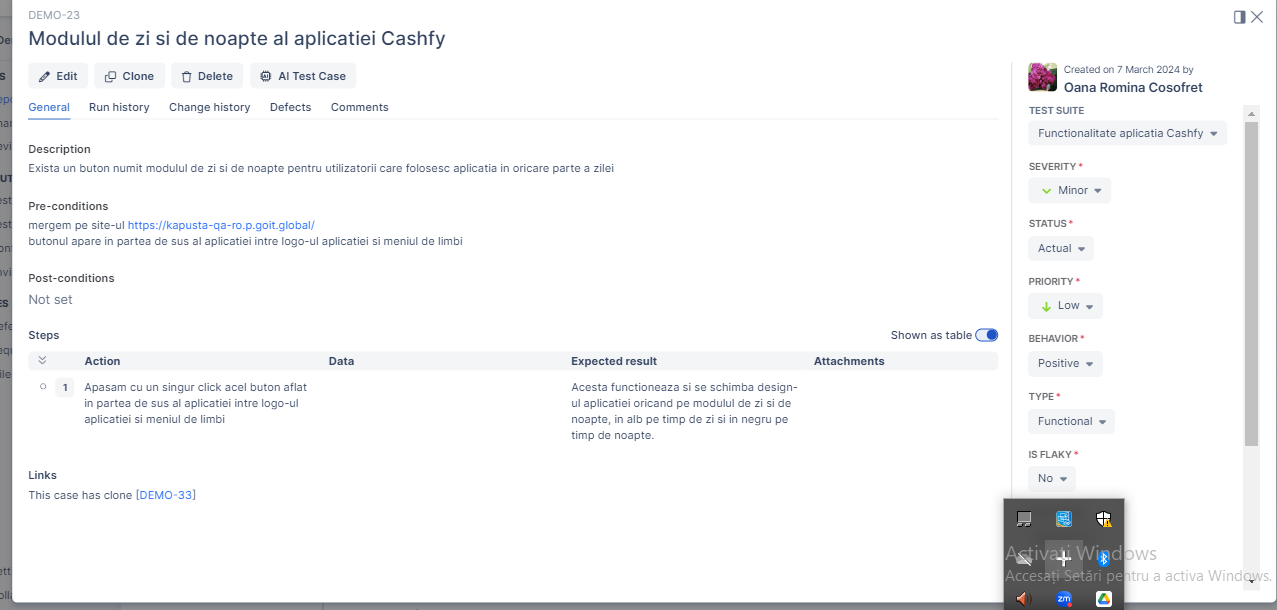 DEMO-23
Modulul de zi si de noapte al aplicatiei Cashfy
Edit
Clone
Delete
AI Test Case
General
Run history
Change history
Defects
Comments
Description
Exista un buton numit modulul de zi si de noapte pentru utilizatorii care folosesc aplicatia in oricare parte a zilei
Pre-conditions
mergem pe site-ul https://kapusta-qa-ro.p.goit.global/
butonul apare in partea de sus al aplicatiei intre logo-ul aplicatiei si meniul de limbi
Post-conditions
Not set
Steps
Shown as table
Action
Data
Expected result
Attachments
1
Apasam cu un singur click acel buton aflat
in partea de sus al aplicatiei intre logo-ul
aplicatiei si meniul de limbi
Acesta functioneaza si se schimba design-
ul aplicatiei oricand pe modulul de zi si de
noapte, in alb pe timp de zi si in negru pe
timp de noapte.
Links
This case has clone [DEMO-33]
Created on 7 March 2024 by
Oana Romina Cosofret
TEST SUITE
Functionalitate aplicatia Cashfy
SEVERITY*
Minor
STATUS*
Actual
PRIORITY*
Low
BEHAVIOR*
Positive
TYPE*
Functional
IS FLAKY*
No
Activați Windows
Accesați Setări pentru a activa Windows.
zm